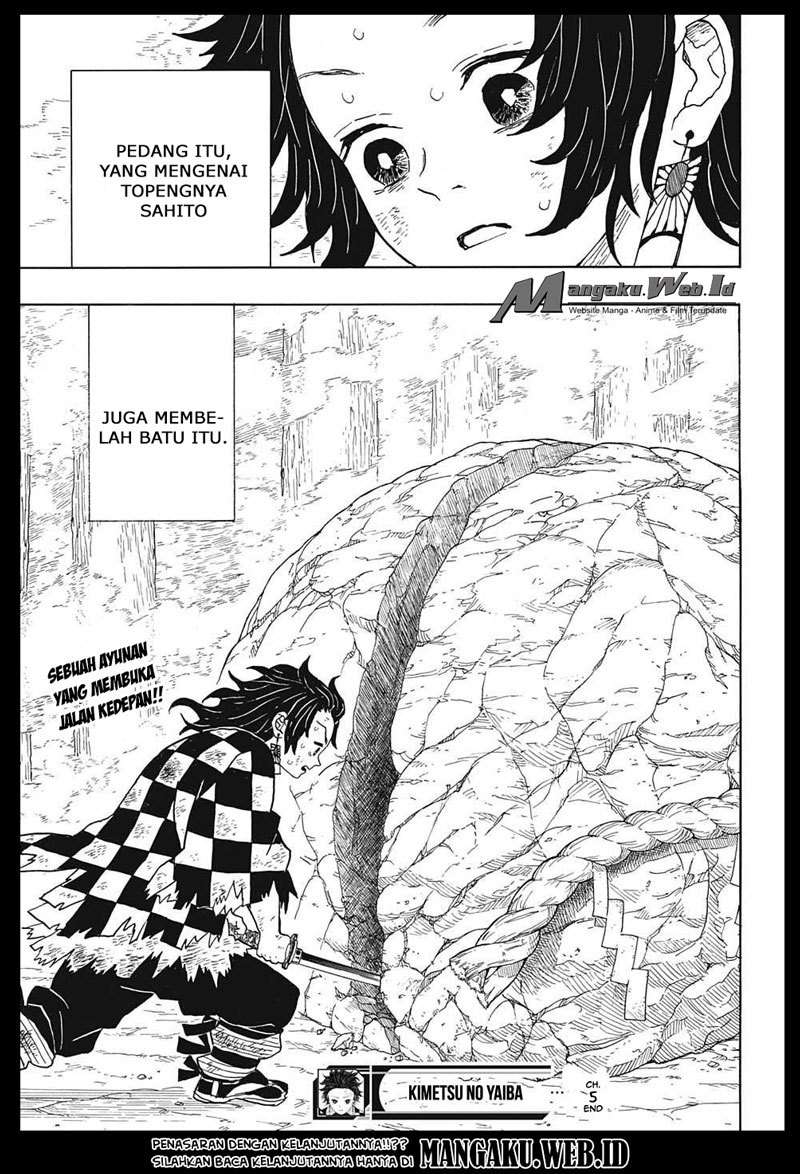 PEDANG ITU,
YANG MENGENAI
TOPENGNYA
SAHITO
Mangaku.Web.Id
Website Manga - Anime & Film Terupdate
JUGA MEMBE-
LAH BATU ITU.
SEBUAH AYUNAN
YANG MEMBUKA
JALAN KEDEPAN!!
KIMETSU NO YAIBA
CH.
5
END
PENASARAN DENGAN KELANJUTANNYA!!??
SILAHKAN BACA KELANJUTANNYA HANYA DI MANGAKU.WEB.ID